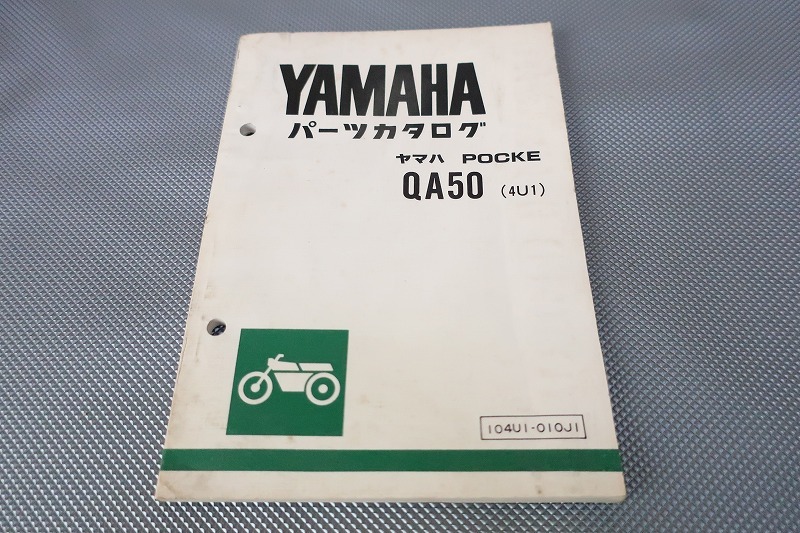 YAMAHA
パーツカタログ
ヤマハ POCKE
QA50 (4U1)
104U1-010J1